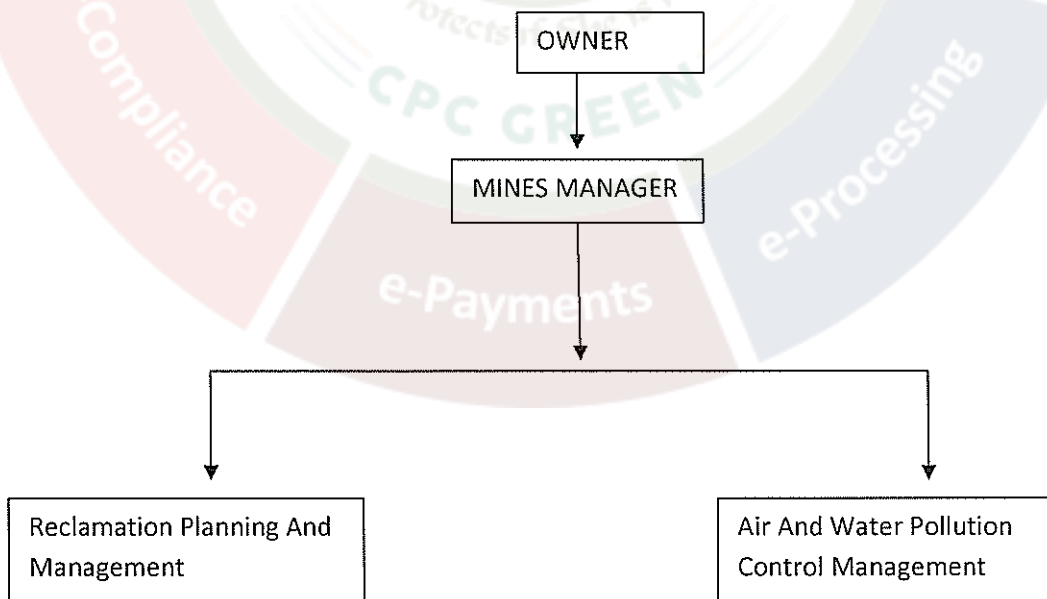 OWNER
CPC GREEN
MINES MANAGER
Compliance
e-Payments
e-Processing
Reclamation Planning And
Management
Air And Water Pollution
Control Management